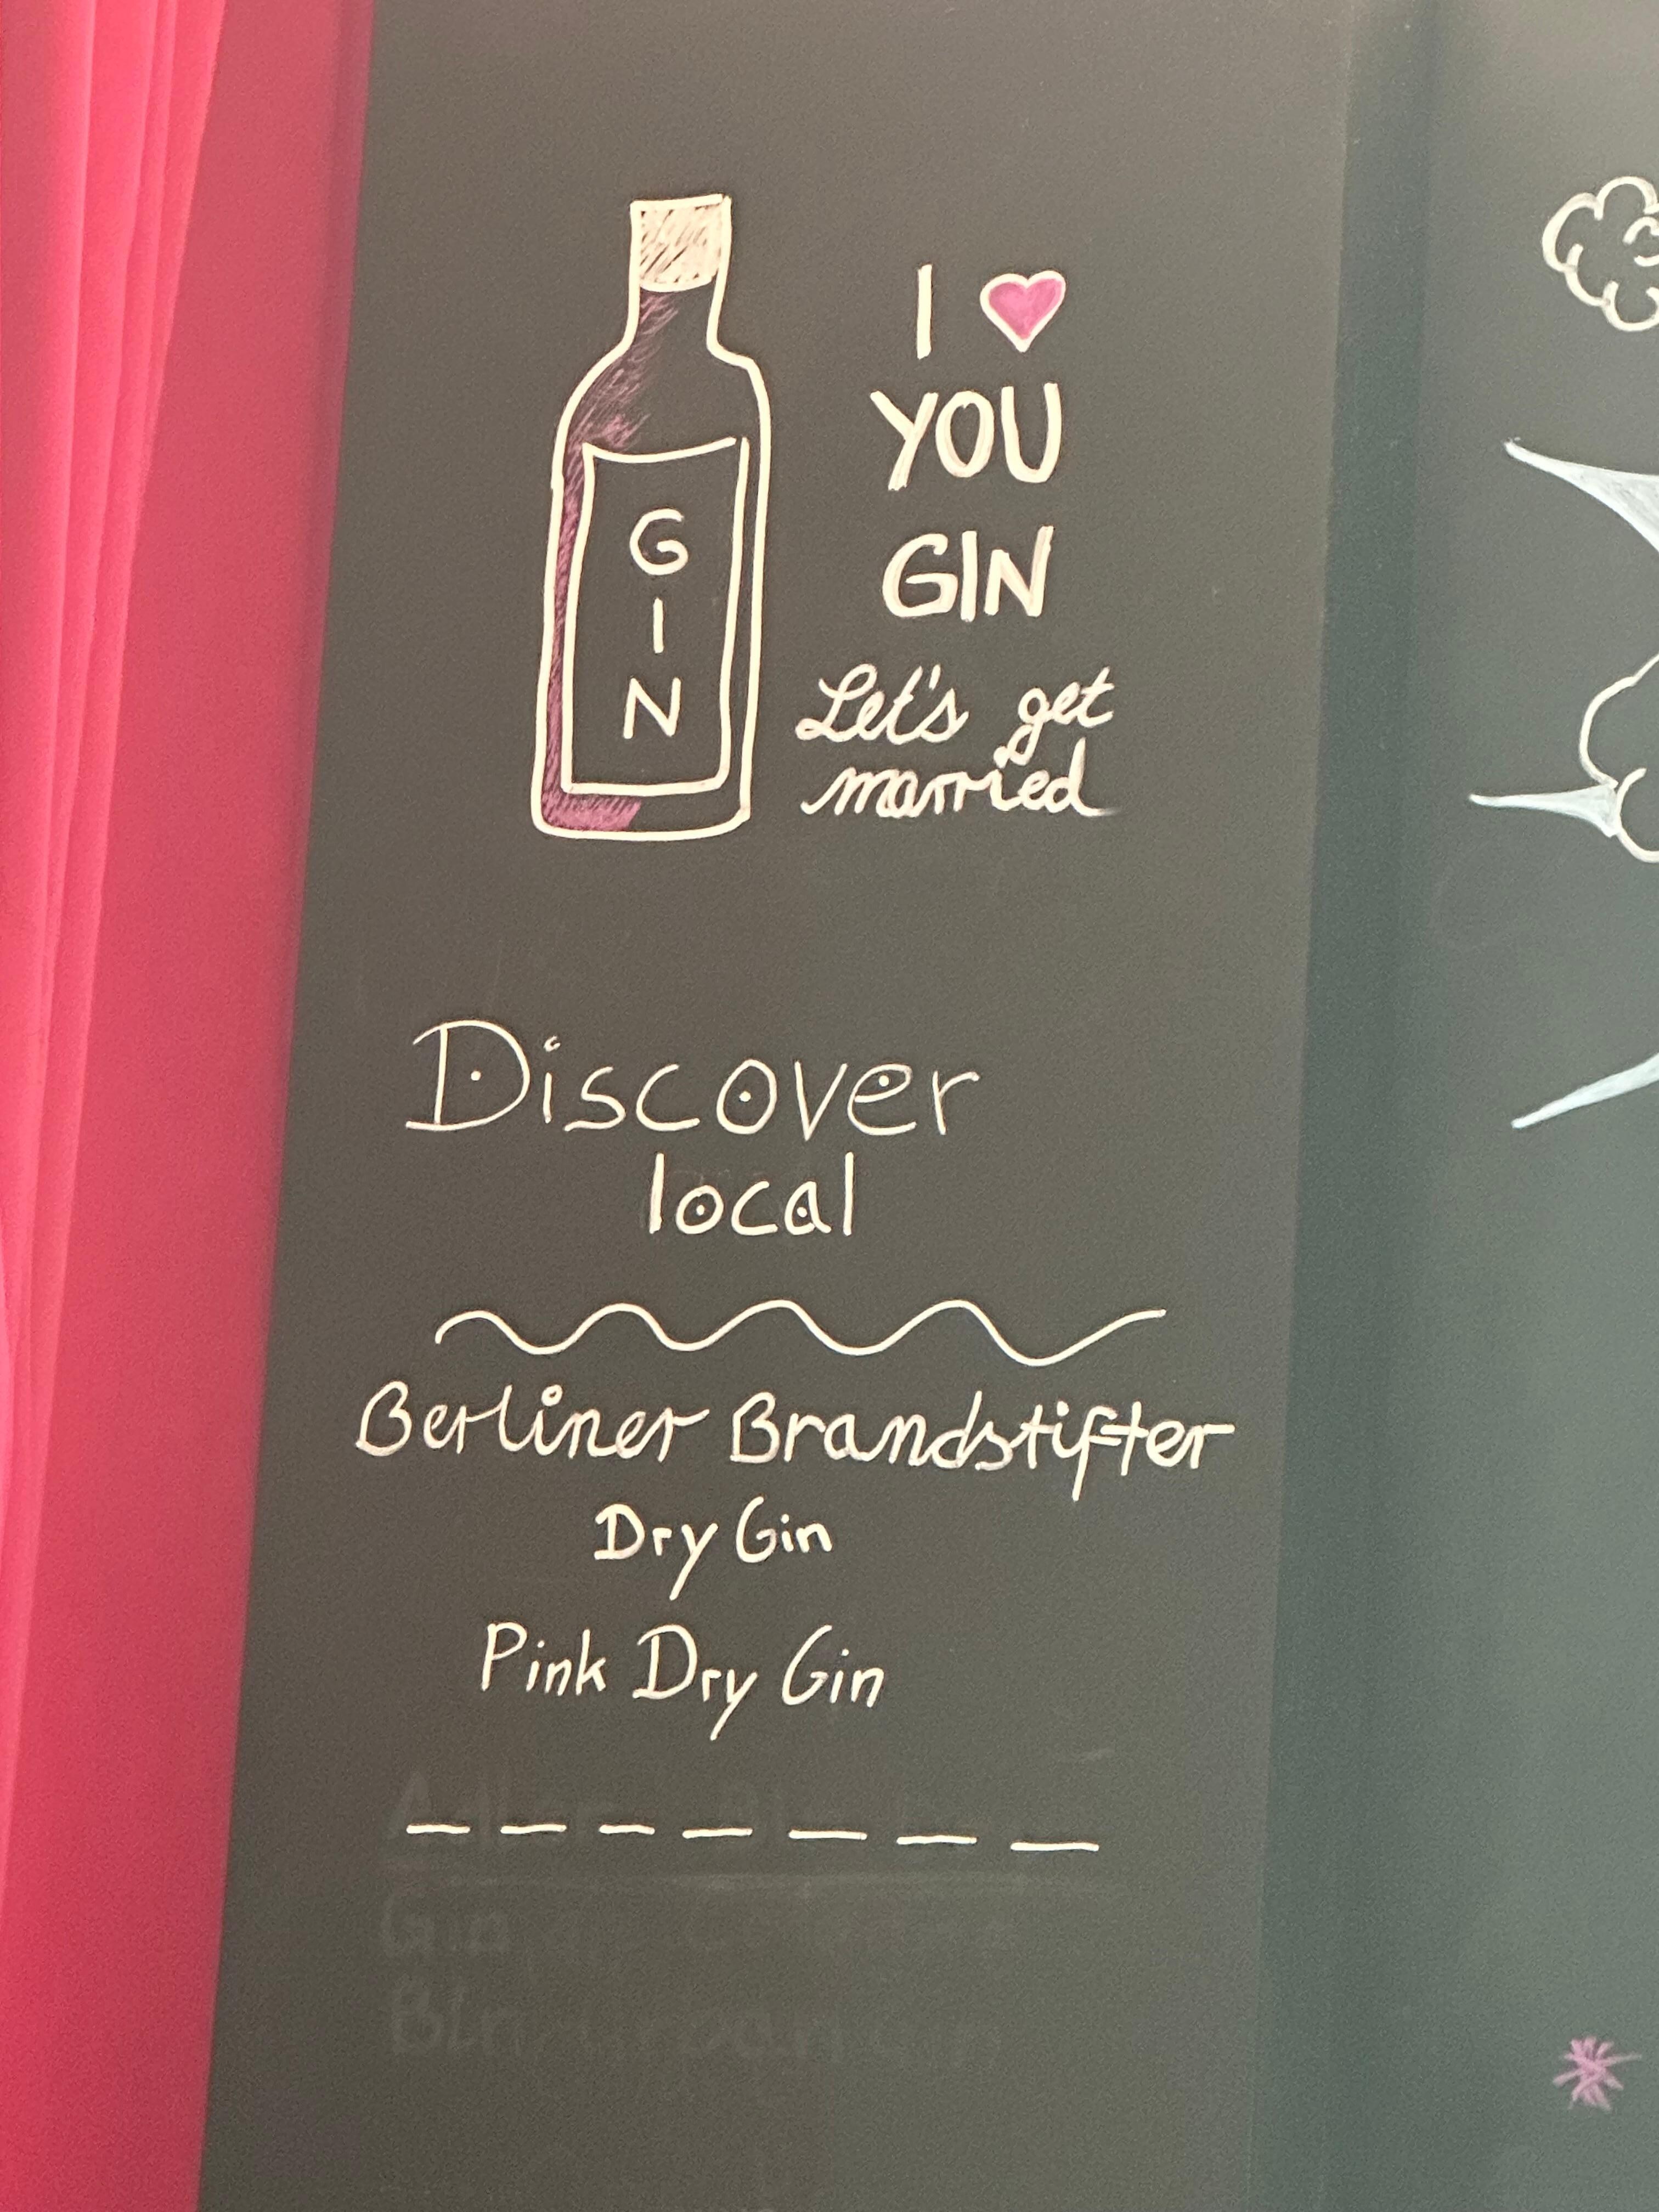 G
I
N
I ♥
YOU
GIN
Let's get
married
Discover
local
Berliner Brandstifter
Dry Gin
Pink Dry Gin
Gin